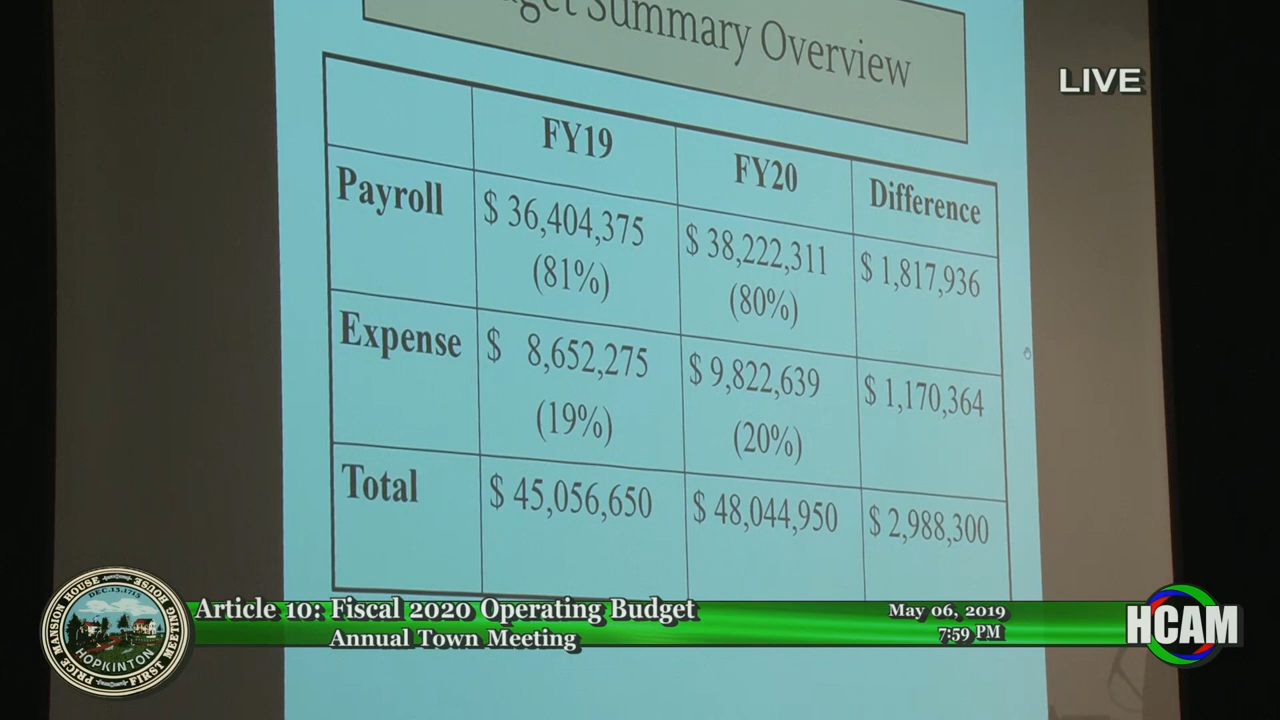 Summary Overview
LIVE
FY19
FY20
Difference
Payroll
$ 36,404,375
(81%)
$ 38,222,311
(80%)
$ 1,817,936
Expense
$ 8,652,275
(19%)
$ 9,822,639
(20%)
$ 1,170,364
Total
$ 45,056,650
$ 48,044,950
$ 2,988,300
Article 10: Fiscal 2020 Operating Budget
Annual Town Meeting
May 06, 2019
7:59 PM
HCAM
PRICE MANSION HOUSE
FIRST MEETING HOUSE
DEC.13.1715
HOPKINTON